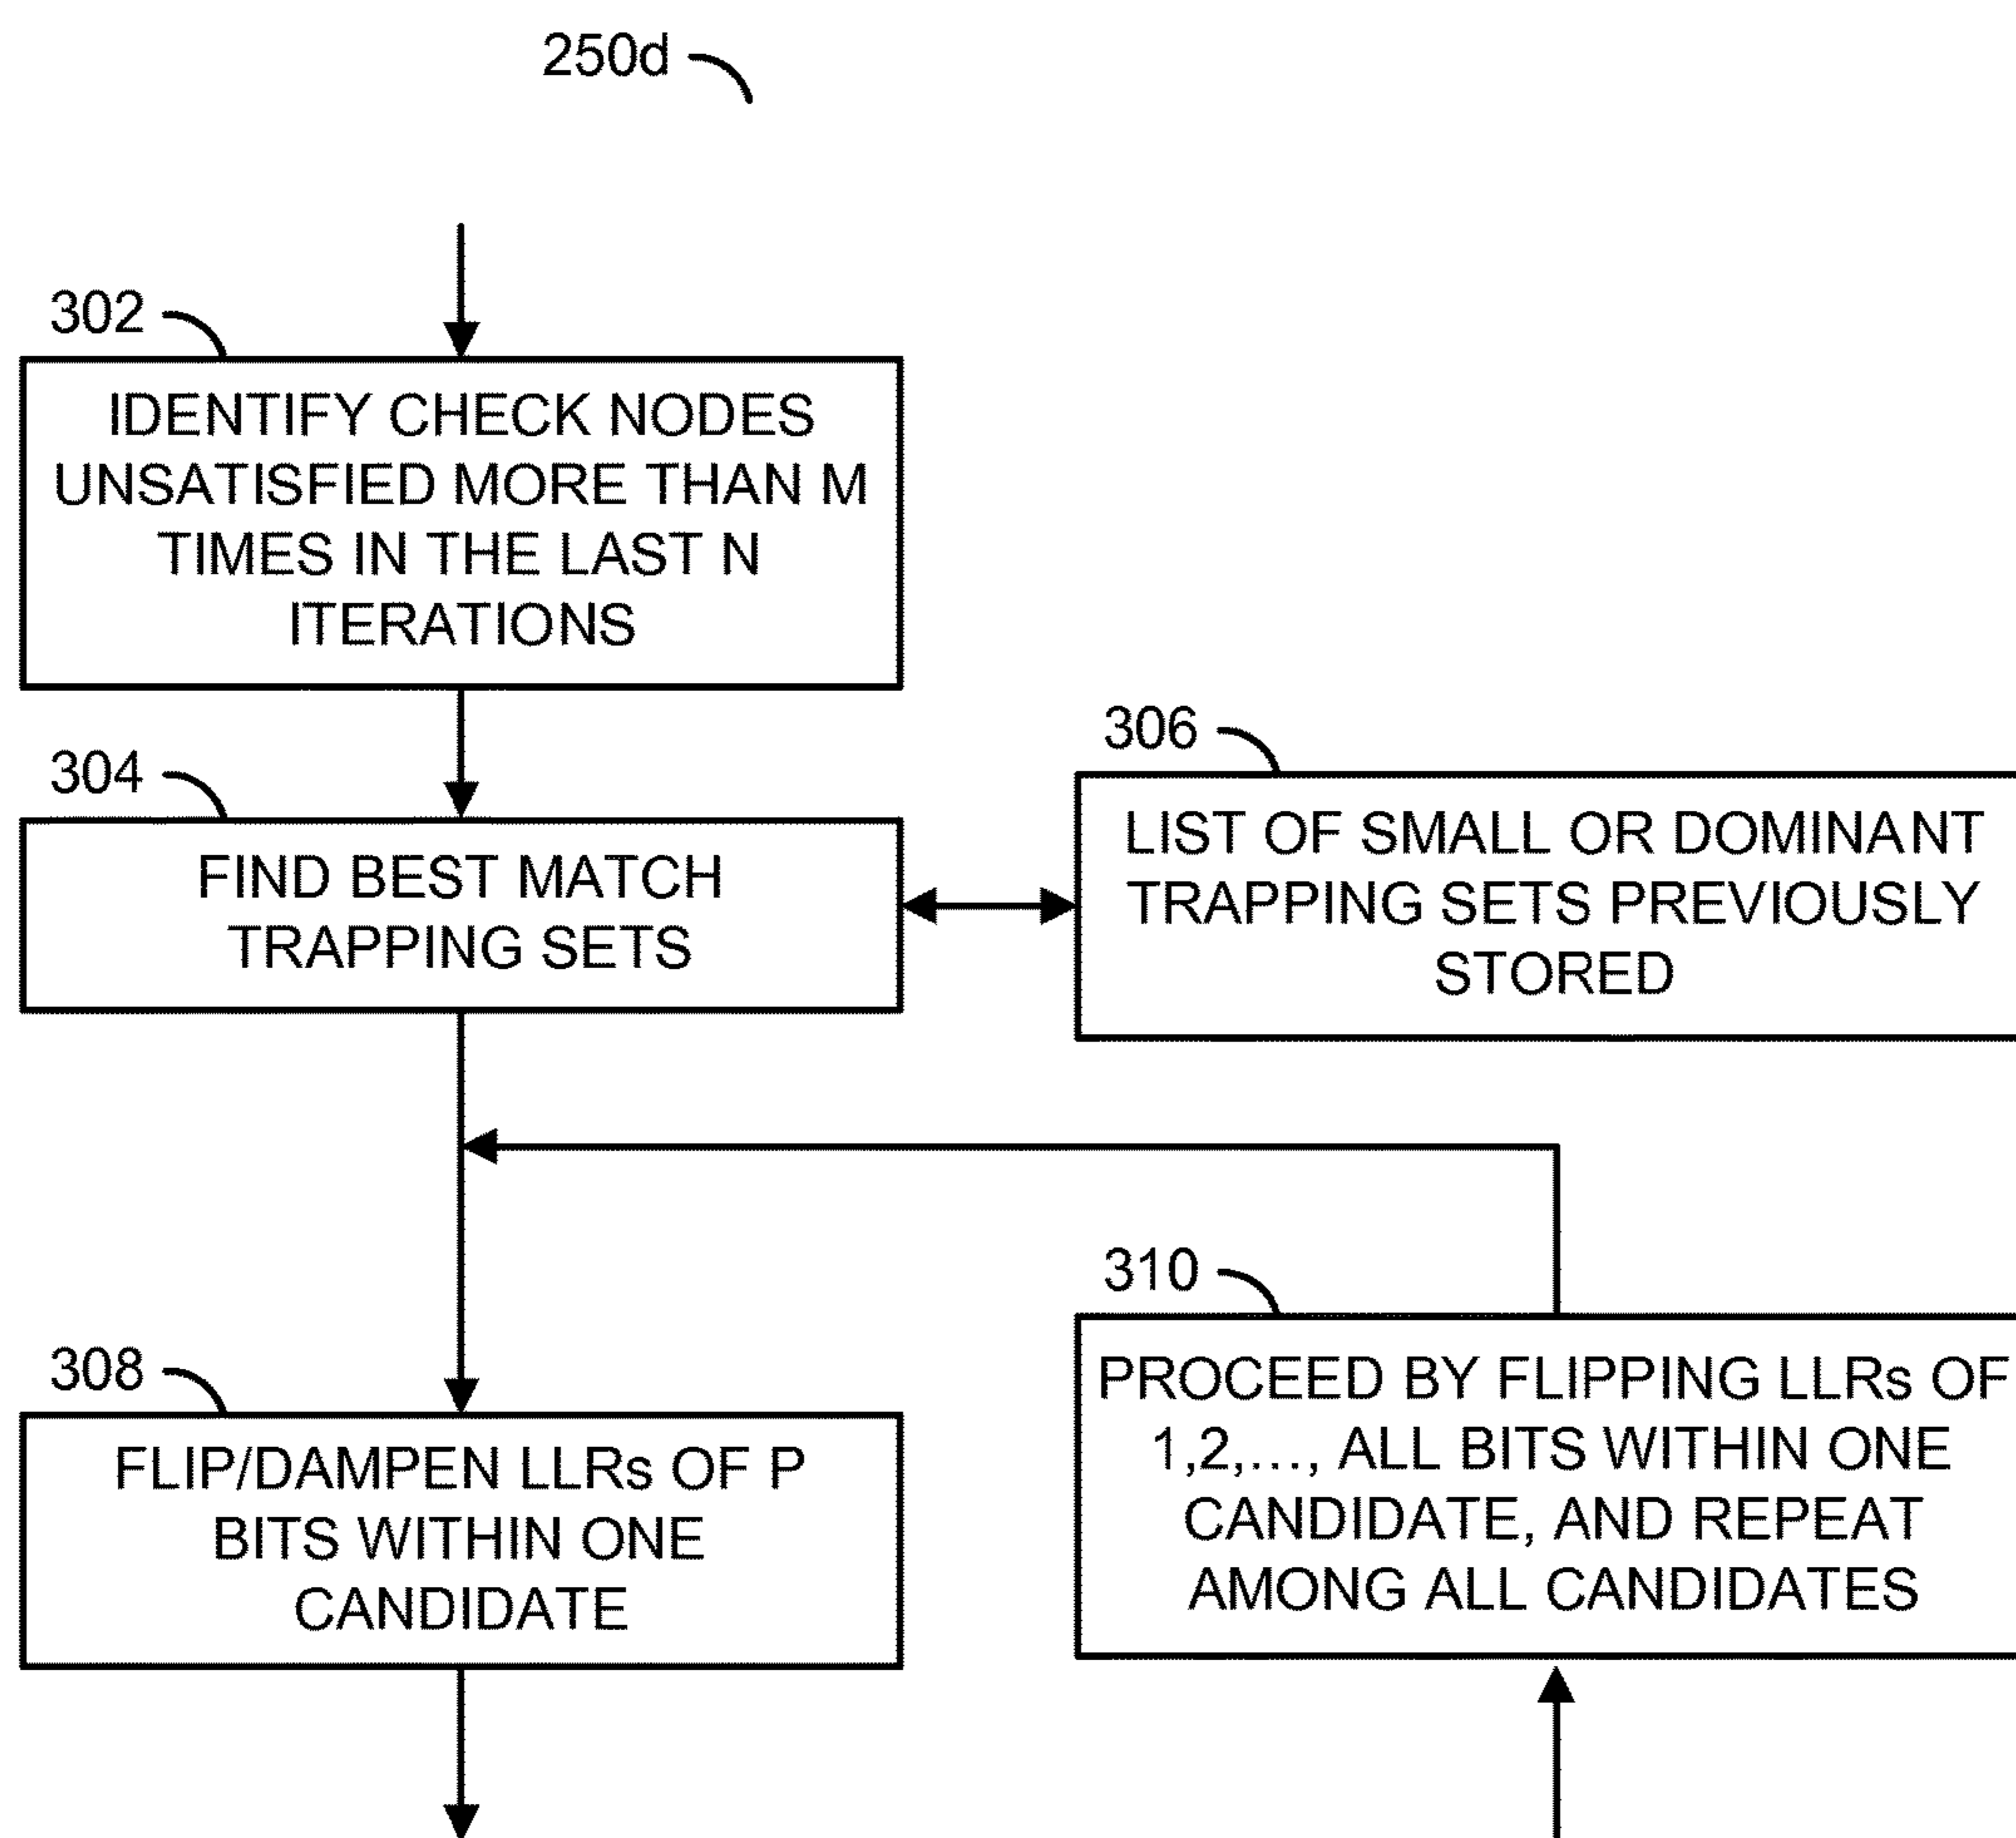 250d
302
IDENTIFY CHECK NODES
UNSATISFIED MORE THAN M
TIMES IN THE LAST N
ITERATIONS
304
FIND BEST MATCH
TRAPPING SETS
306
LIST OF SMALL OR DOMINANT
TRAPPING SETS PREVIOUSLY
STORED
308
FLIP/DAMPEN LLRs OF P
BITS WITHIN ONE
CANDIDATE
310
PROCEED BY FLIPPING LLRs OF
1,2,..., ALL BITS WITHIN ONE
CANDIDATE, AND REPEAT
AMONG ALL CANDIDATES